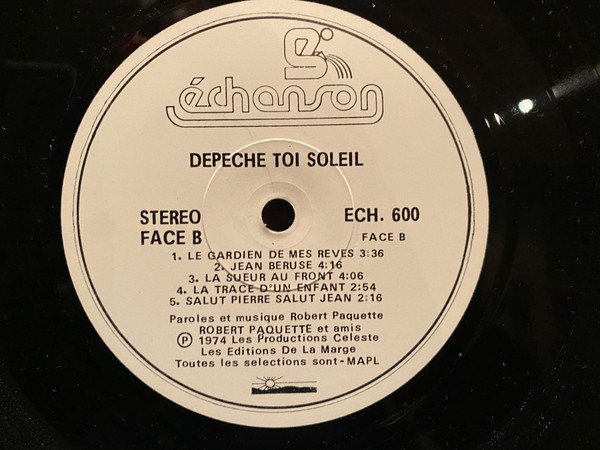 échanson
DEPECHE TOI SOLEIL
STEREO ECH. 600
FACE B FACE B
1. LE GARDIEN DE MES REVES 3:36
2. JEAN BERUSE 4:16
3. LA SUEUR AU FRONT 4:06
4. LA TRACE D'UN ENFANT 2:54
5. SALUT PIERRE SALUT JEAN 2:16
Paroles et musique Robert Paquette
ROBERT PAQUETTE et amis
Ⓟ 1974 Les Productions Celeste
Les Editions De La Marge
Toutes les selections sont-MAPL